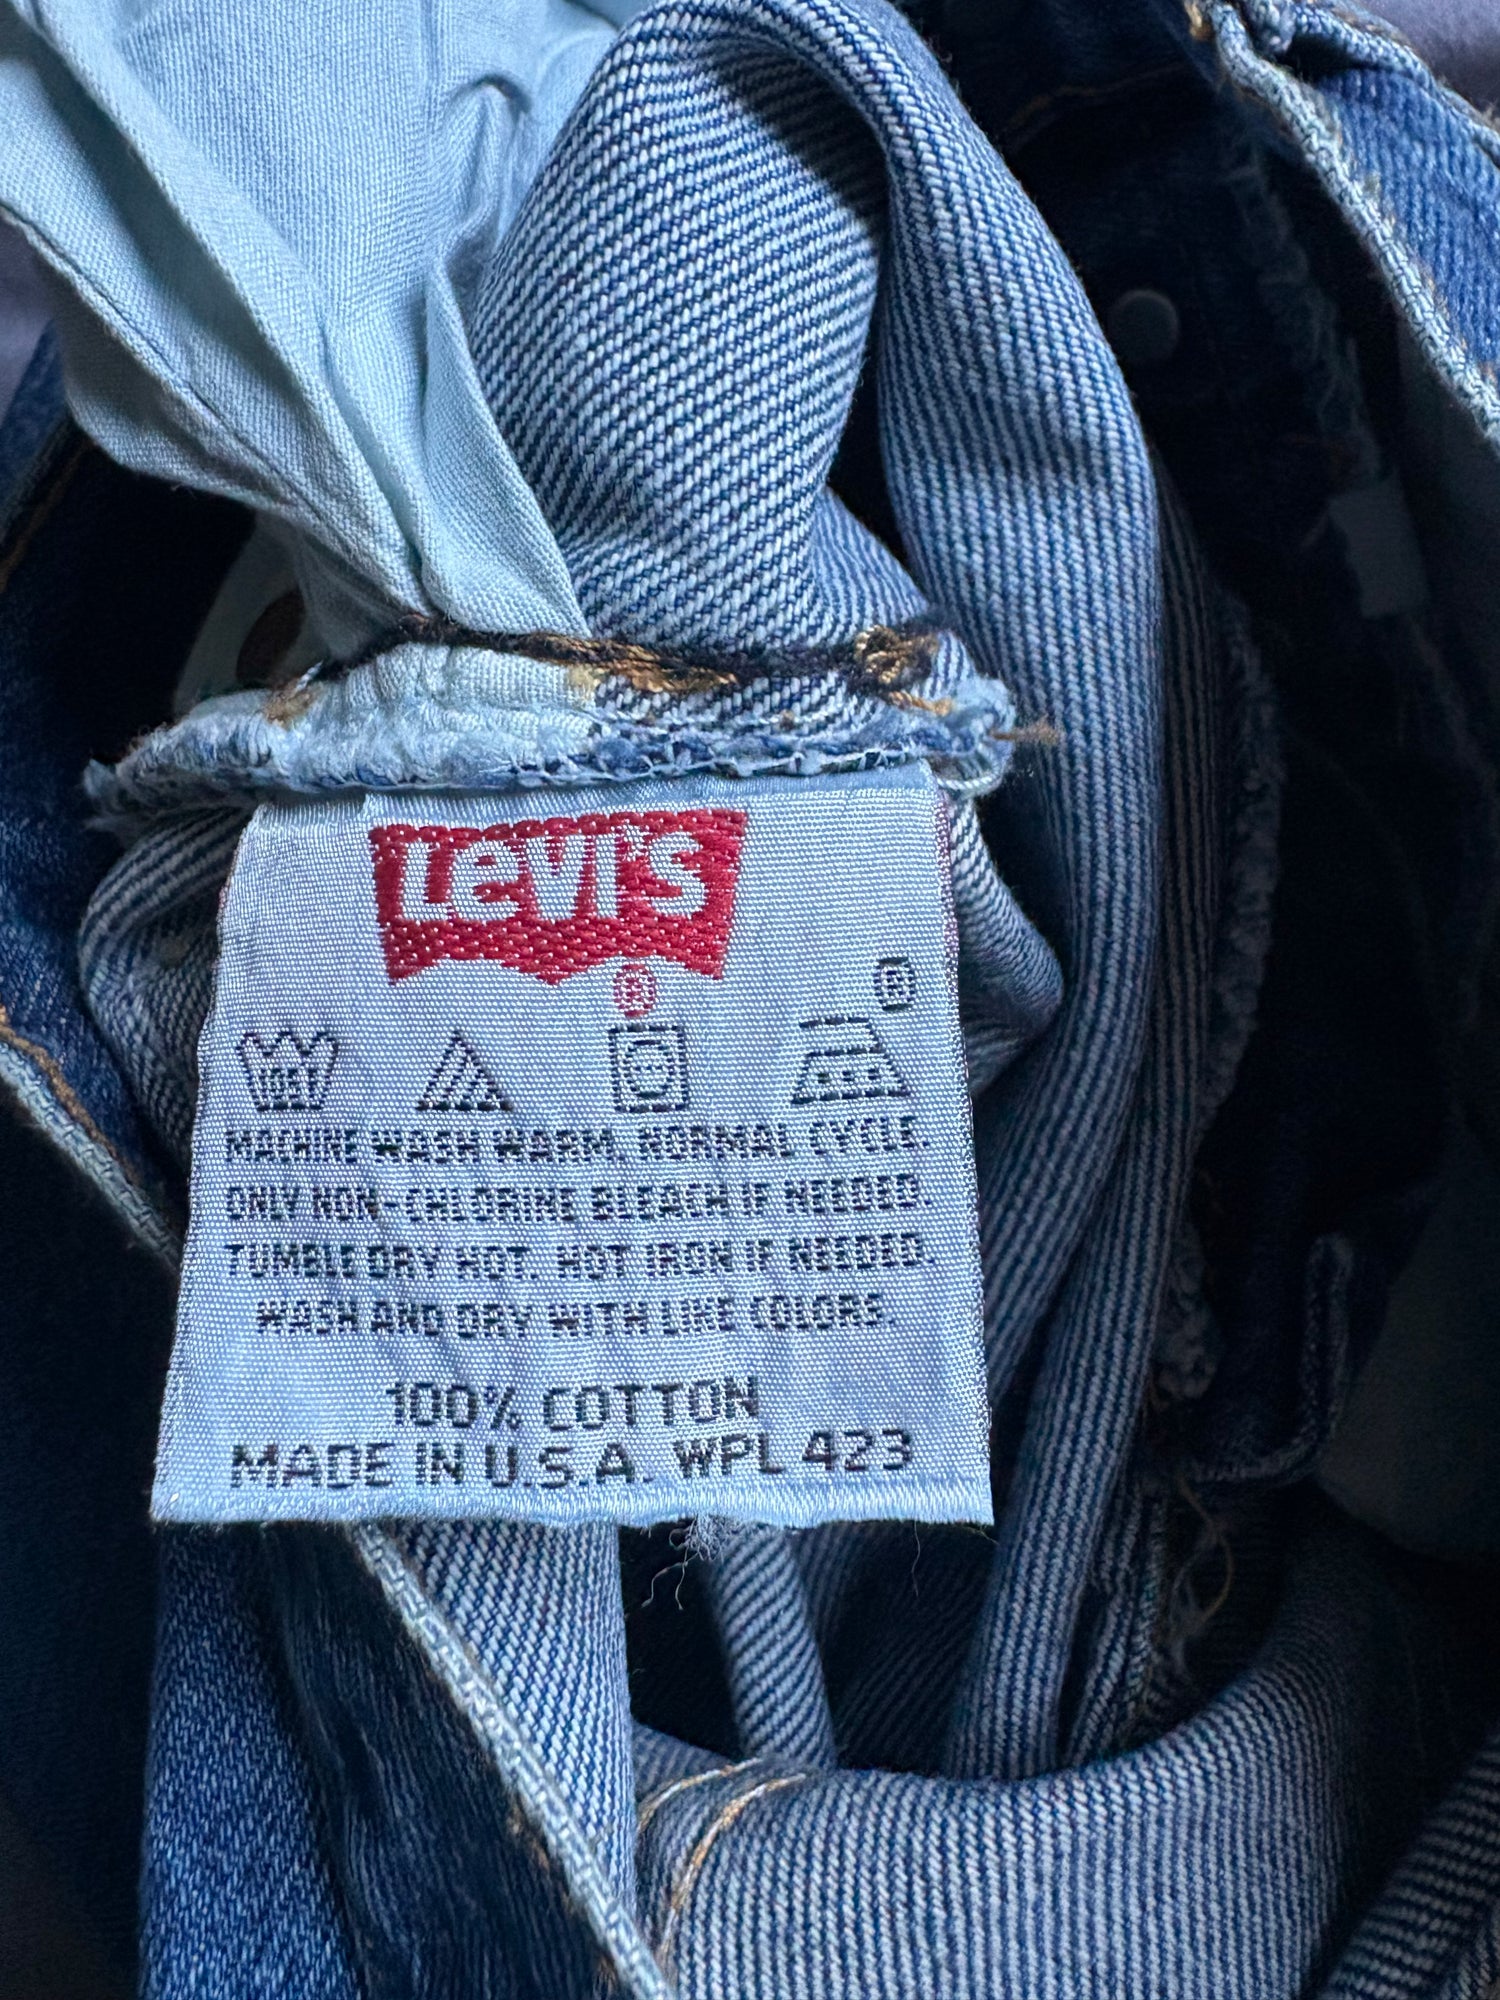 Levi's
®
®
105F
MACHINE WASH WARM. NORMAL CYCLE.
ONLY NON-CHLORINE BLEACH IF NEEDED.
TUMBLE DRY HOT. HOT IRON IF NEEDED.
WASH AND DRY WITH LIKE COLORS.
100% COTTON
MADE IN U.S.A. WPL 423